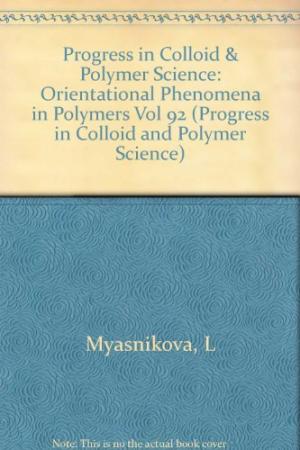 Progress in Colloid &
Polymer Science:
Orientational Phenomena
in Polymers Vol 92 (Progress
in Colloid and Polymer
Science)
Myasnikova, L
Note: This is no the actual book cover